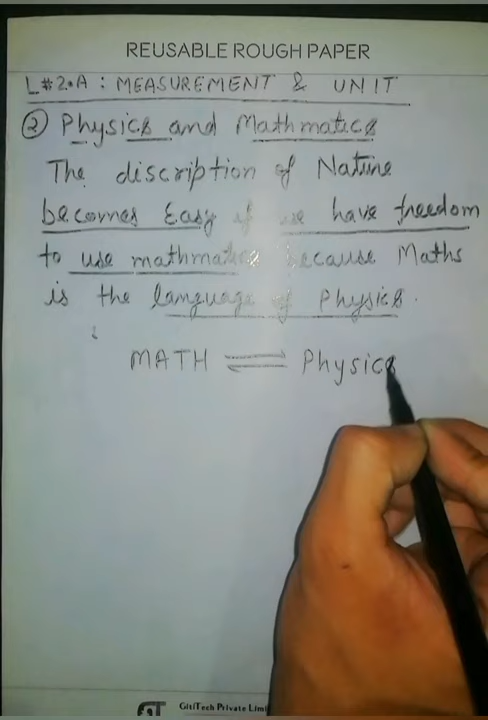 REUSABLE ROUGH PAPER
L#2.A: MEASUREMENT & UNIT
② Physics and Mathmatics
The discription of Nature
becomes Easy if we have freedom
to use mathmatics because Maths
is the language of Physics.
MATH ⇌ Physics
GitiTech Private Limi